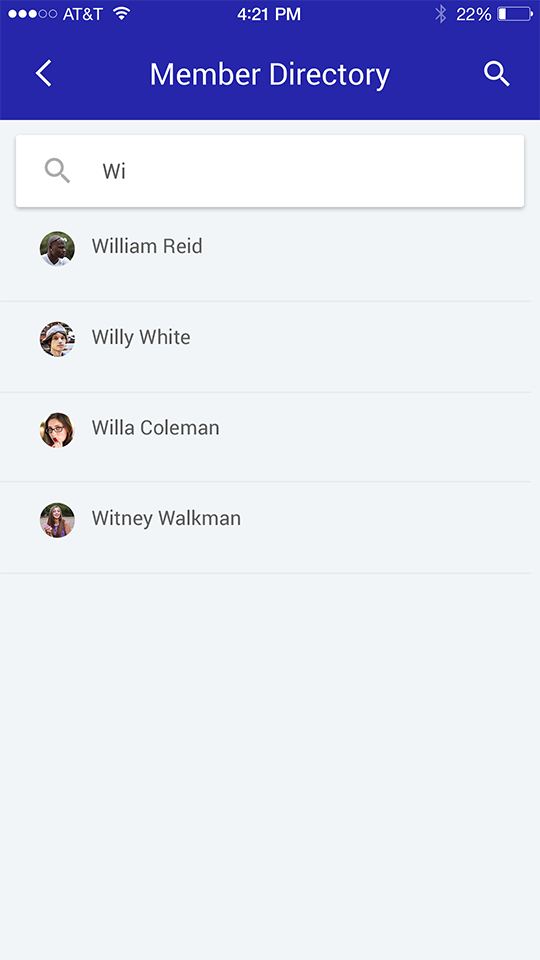 AT&T 4:21 PM 22%
Member Directory
Wi
William Reid
Willy White
Willa Coleman
Witney Walkman